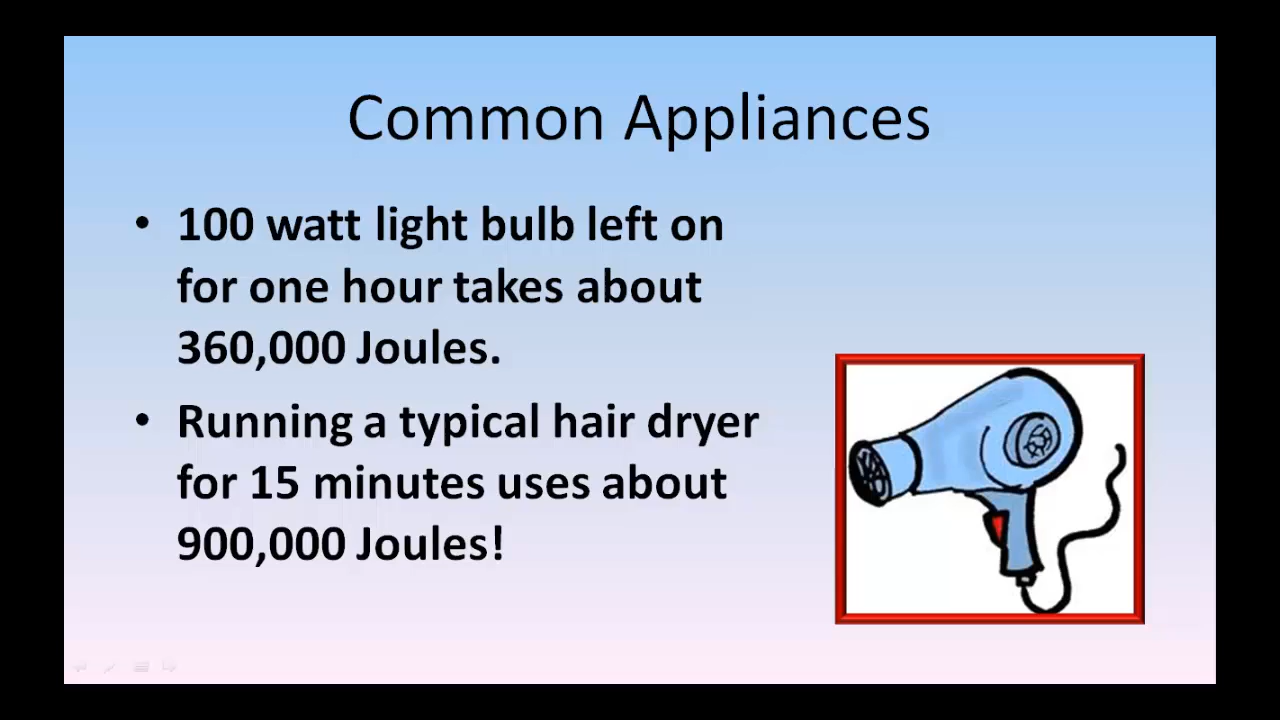 Common Appliances
• 100 watt light bulb left on
for one hour takes about
360,000 Joules.
• Running a typical hair dryer
for 15 minutes uses about
900,000 Joules!